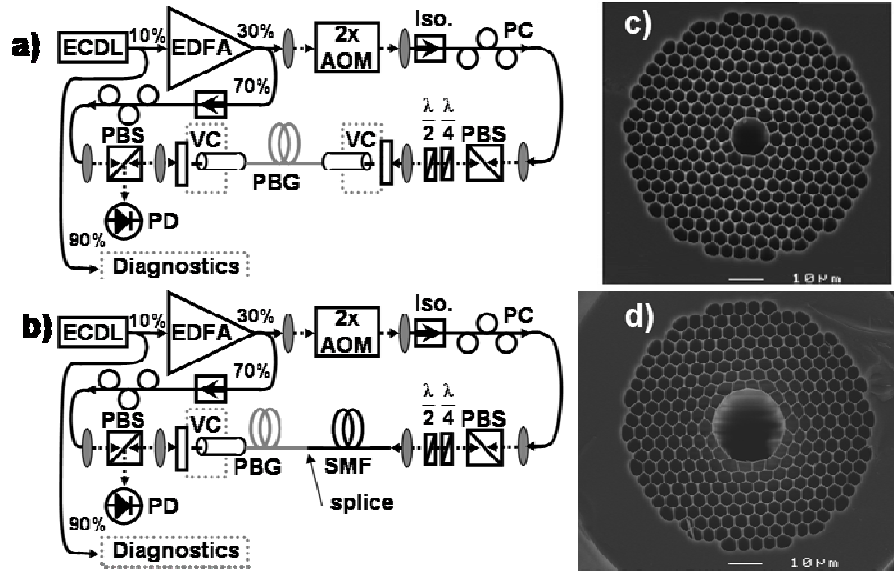 a)
ECDL 10% EDFA 30% 2x AOM Iso. PC
70%
PBS VC PBG VC λ/2 λ/4 PBS
PD
90%
Diagnostics
b)
ECDL 10% EDFA 30% 2x AOM Iso. PC
70%
PBS VC PBG SMF λ/2 λ/4 PBS
splice
PD
90%
Diagnostics
c)
10µm
d)
10µm